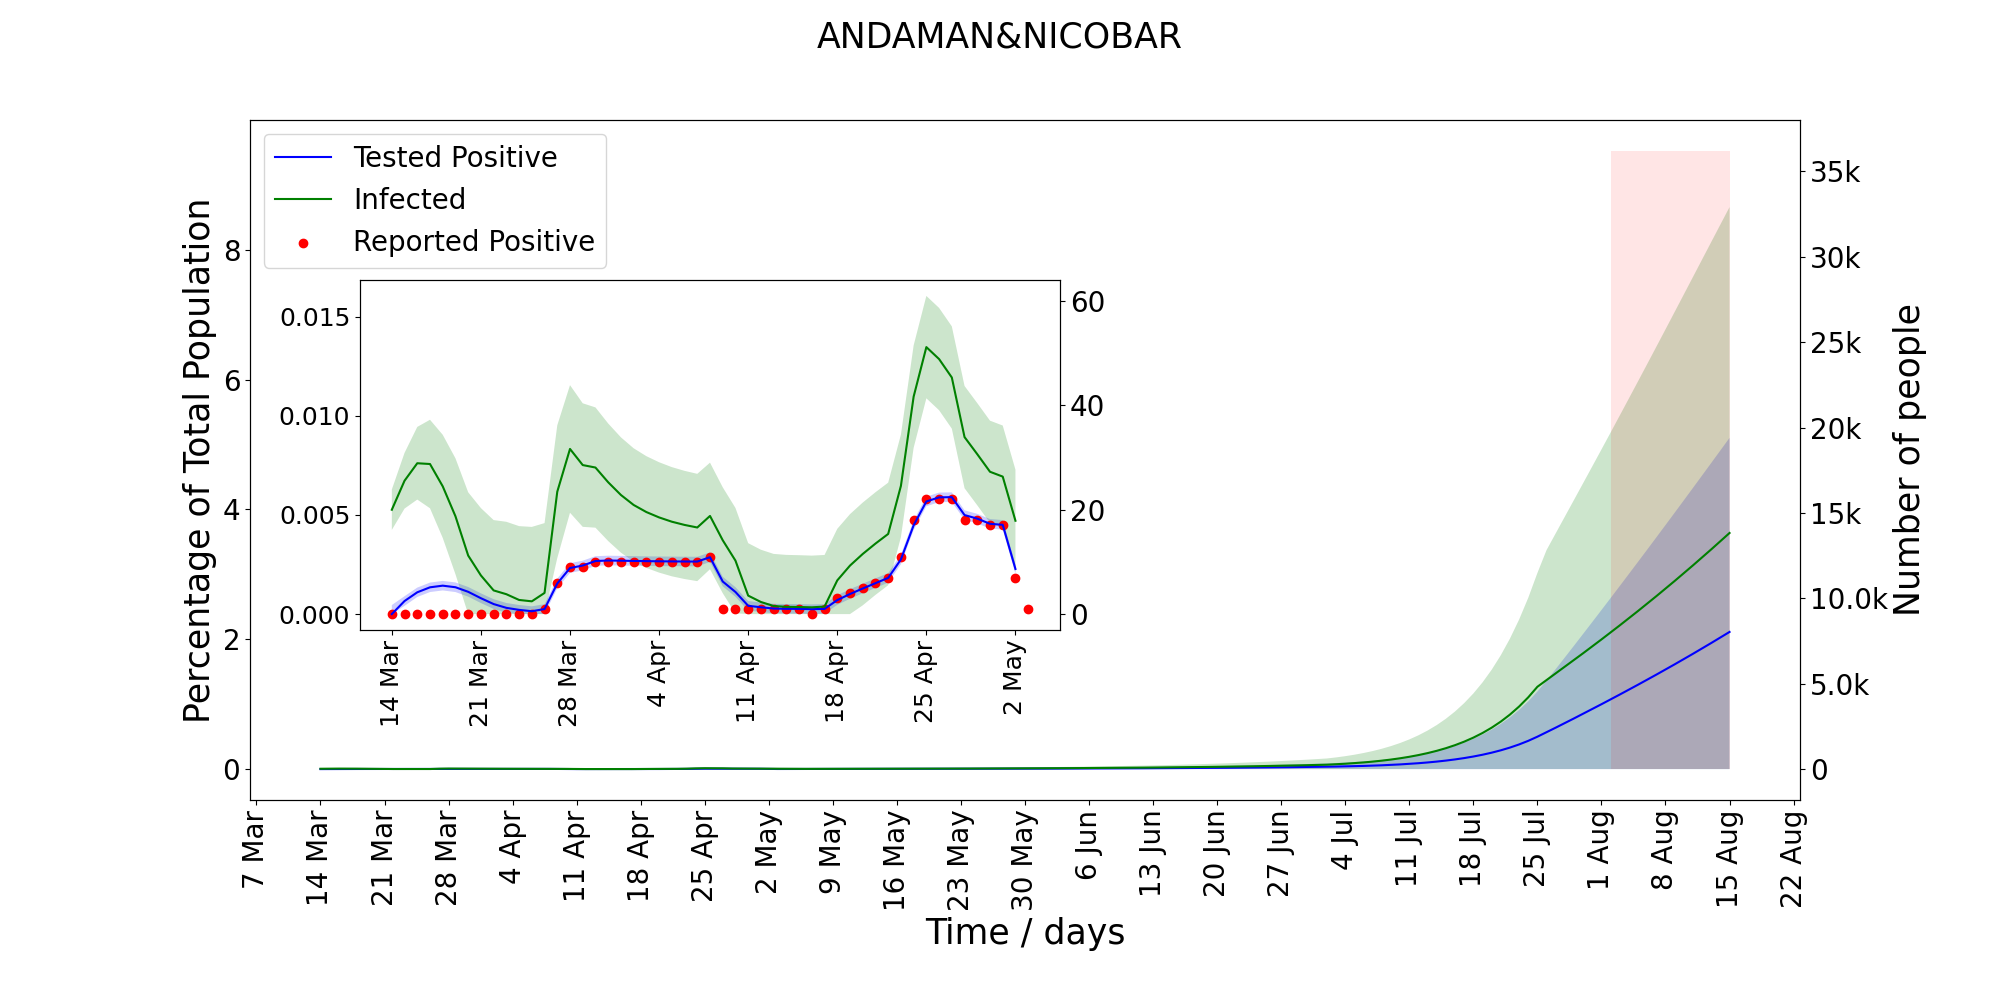 ANDAMAN&NICOBAR
Tested Positive
Infected
Reported Positive
Percentage of Total Population
8
6
4
2
0
35k
30k
25k
20k
15k
10.0k
5.0k
0
Number of people
0.015
0.010
0.005
0.000
60
40
20
0
14 Mar
21 Mar
28 Mar
4 Apr
11 Apr
18 Apr
25 Apr
2 May
7 Mar
14 Mar
21 Mar
28 Mar
4 Apr
11 Apr
18 Apr
25 Apr
2 May
9 May
16 May
23 May
30 May
6 Jun
13 Jun
20 Jun
27 Jun
4 Jul
11 Jul
18 Jul
25 Jul
1 Aug
8 Aug
15 Aug
22 Aug
Time / days